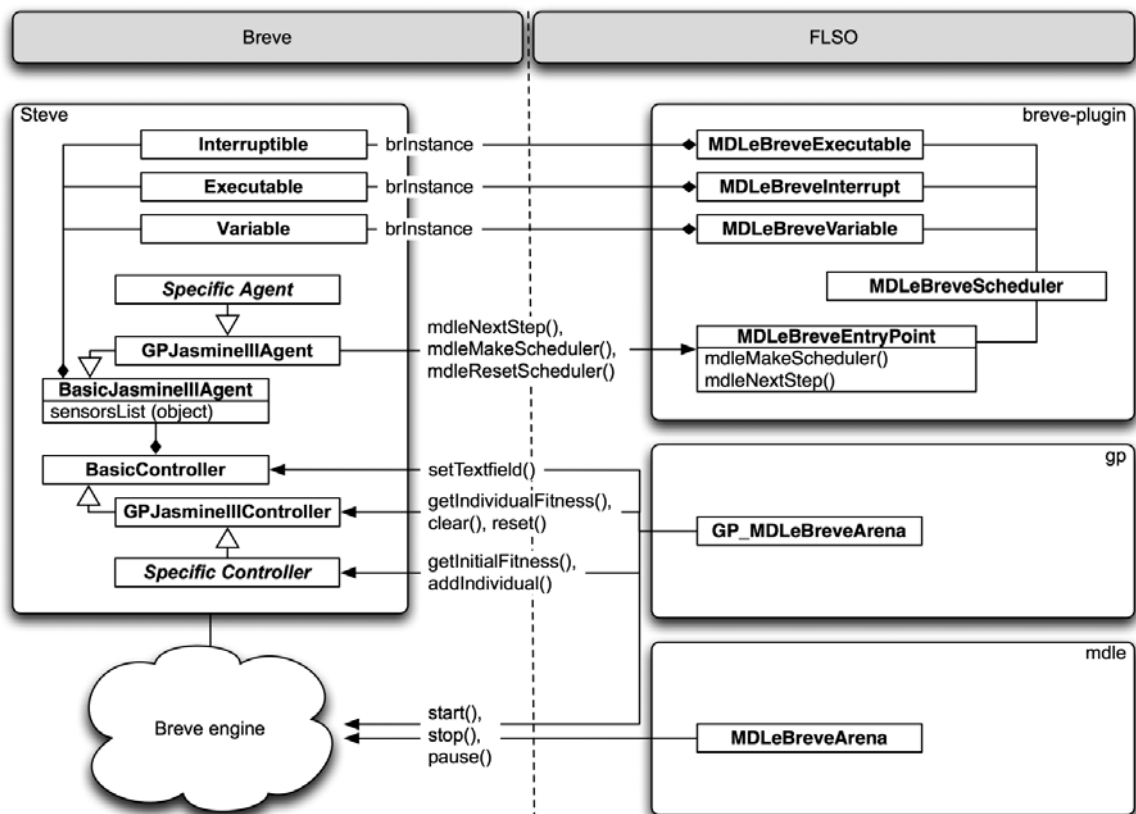 Breve
FLSO
Steve
breve-plugin
Interruptible
brInstance
MDLeBreveExecutable
Executable
brInstance
MDLeBreveInterrupt
Variable
brInstance
MDLeBreveVariable
Specific Agent
MDLeBreveScheduler
GPJasmineIIIAgent
mdleNextStep(),
mdleMakeScheduler(),
mdleResetScheduler()
MDLeBreveEntryPoint
mdleMakeScheduler()
mdleNextStep()
BasicJasmineIIIAgent
sensorsList (object)
gp
BasicController
setTextfield()
GPJasmineIIIController
getIndividualFitness(),
clear(), reset()
GP_MDLeBreveArena
Specific Controller
getInitialFitness(),
addIndividual()
mdle
Breve engine
start(),
stop(),
pause()
MDLeBreveArena